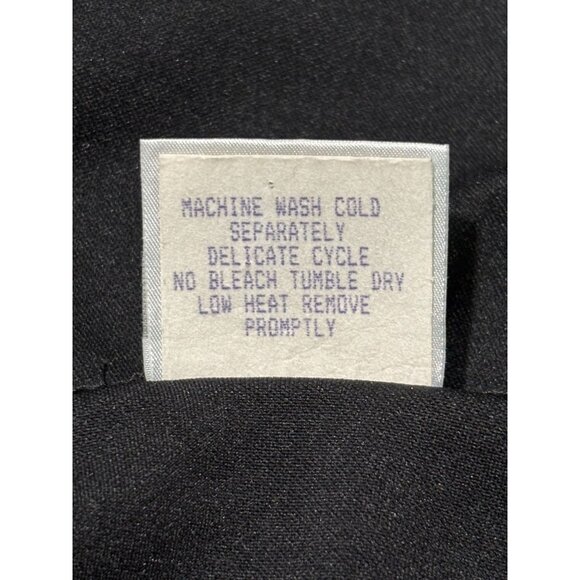 MACHINE WASH COLD
SEPARATELY
DELICATE CYCLE
NO BLEACH TUMBLE DRY
LOW HEAT REMOVE
PROMPTLY